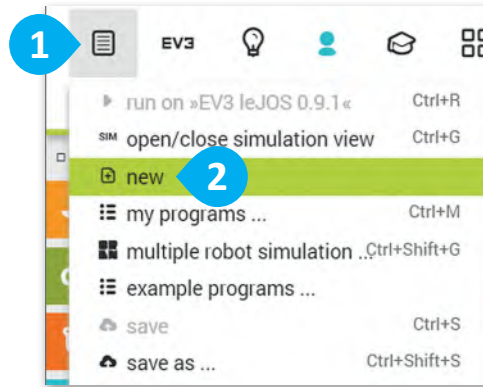 1
EV3
run on »EV3 leJOS 0.9.1« Ctrl+R
SIM open/close simulation view Ctrl+G
new 2
my programs ... Ctrl+M
multiple robot simulation ... Ctrl+Shift+G
example programs ...
save Ctrl+S
save as ... Ctrl+Shift+S